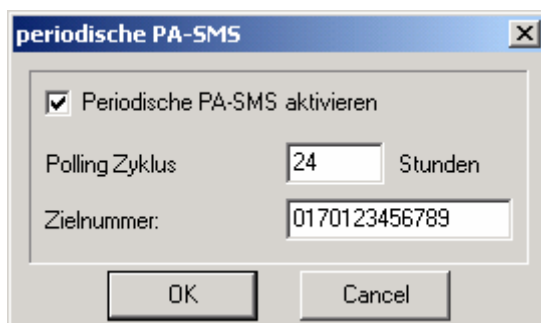 periodische PA-SMS
Periodische PA-SMS aktivieren
Polling Zyklus 24 Stunden
Zielnummer: 0170123456789
OK Cancel